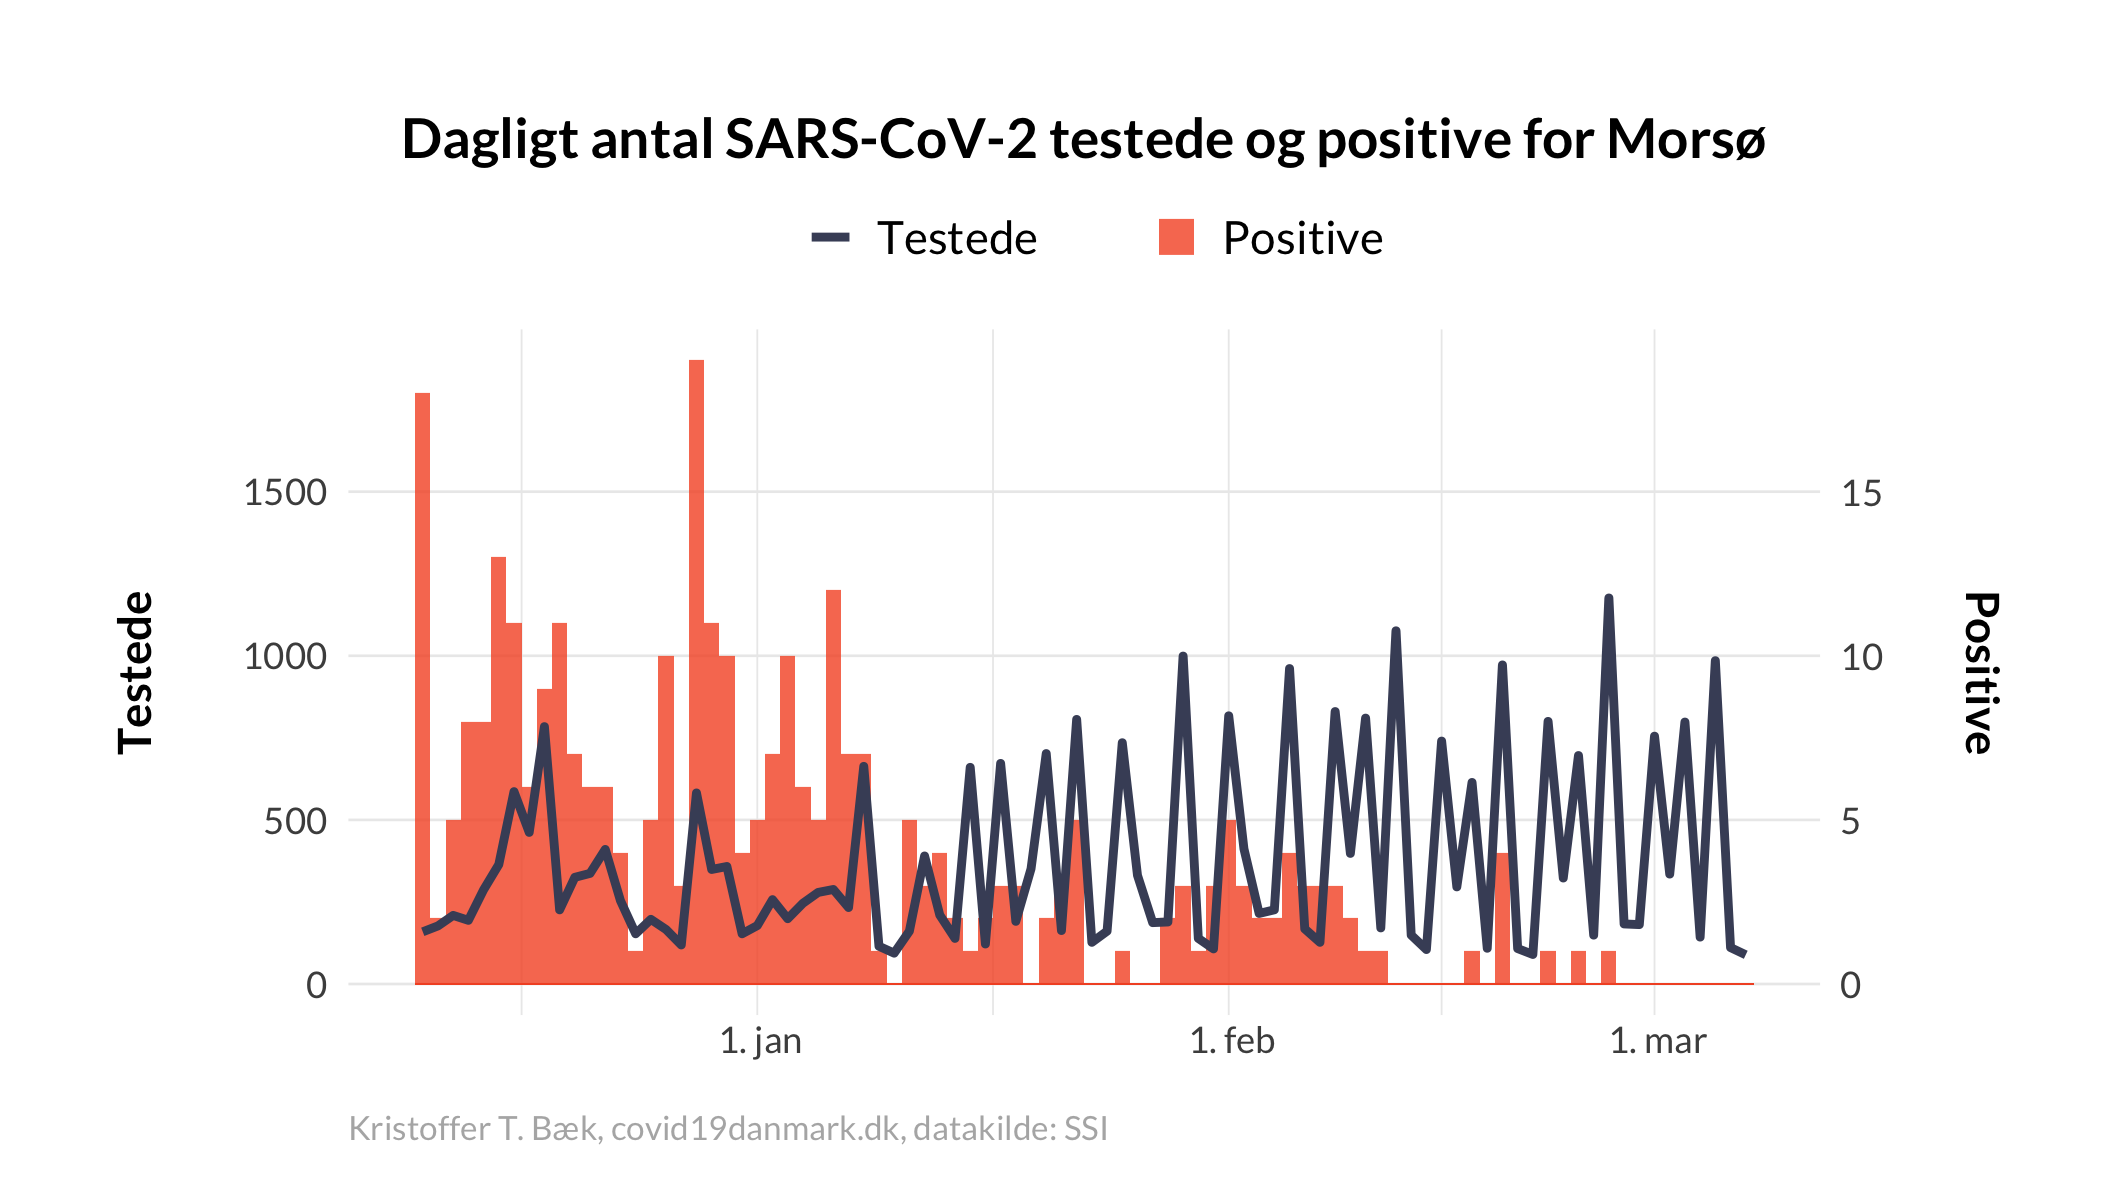 Dagligt antal SARS-CoV-2 testede og positive for Morsø
Testede
Positive
Testede
1500
1000
500
0
15
10
5
0
Positive
1. jan
1. feb
1. mar
Kristoffer T. Bæk, covid19danmark.dk, datakilde: SSI